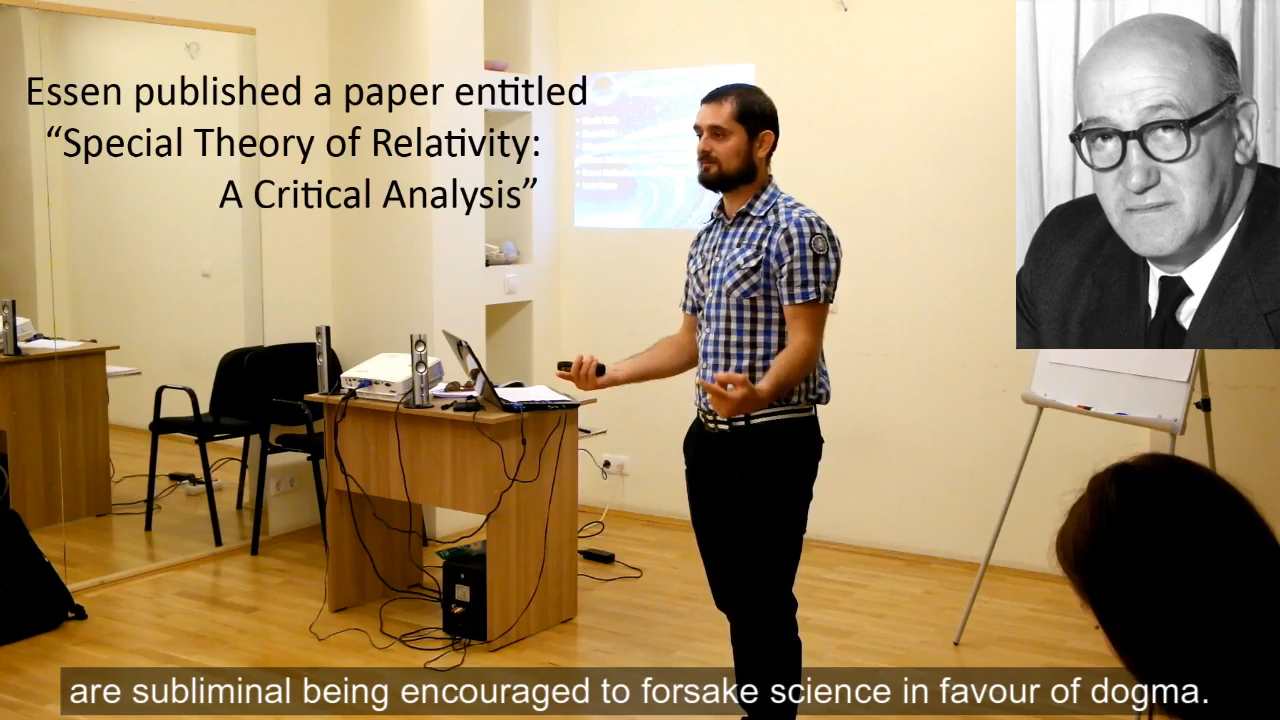 Essen published a paper entitled
“Special Theory of Relativity:
A Critical Analysis”
are subliminal being encouraged to forsake science in favour of dogma.